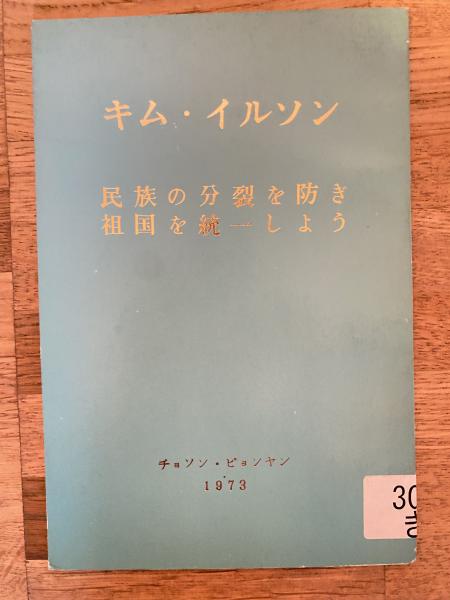 キム・イルソン
民族の分裂を防ぎ
祖国を統一しよう
チョソン・ピョンヤン
1973
30
き